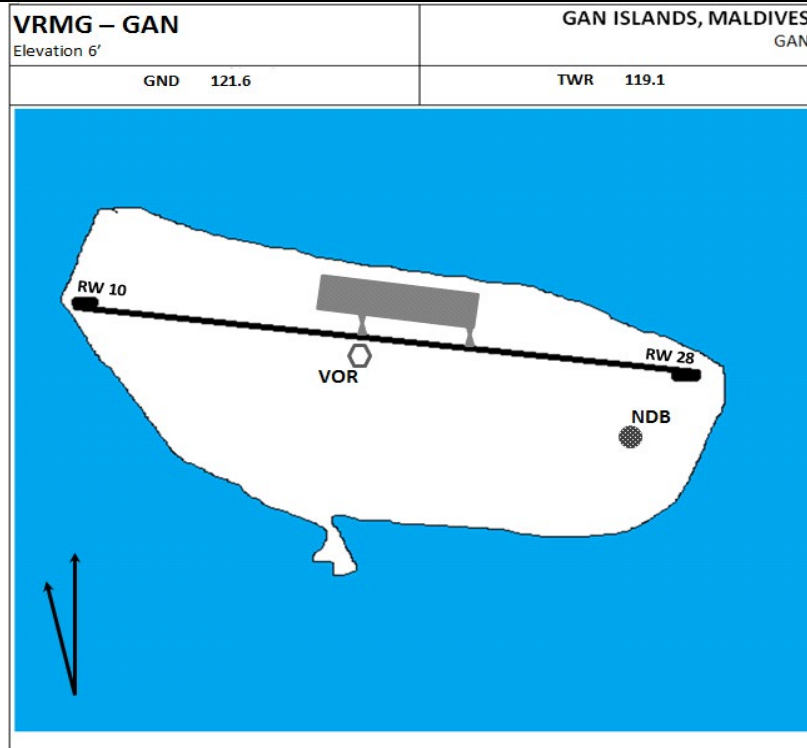 VRMG – GAN
Elevation 6’
GAN ISLANDS, MALDIVES
GAN
GND 121.6
TWR 119.1
RW 10
RW 28
VOR
NDB